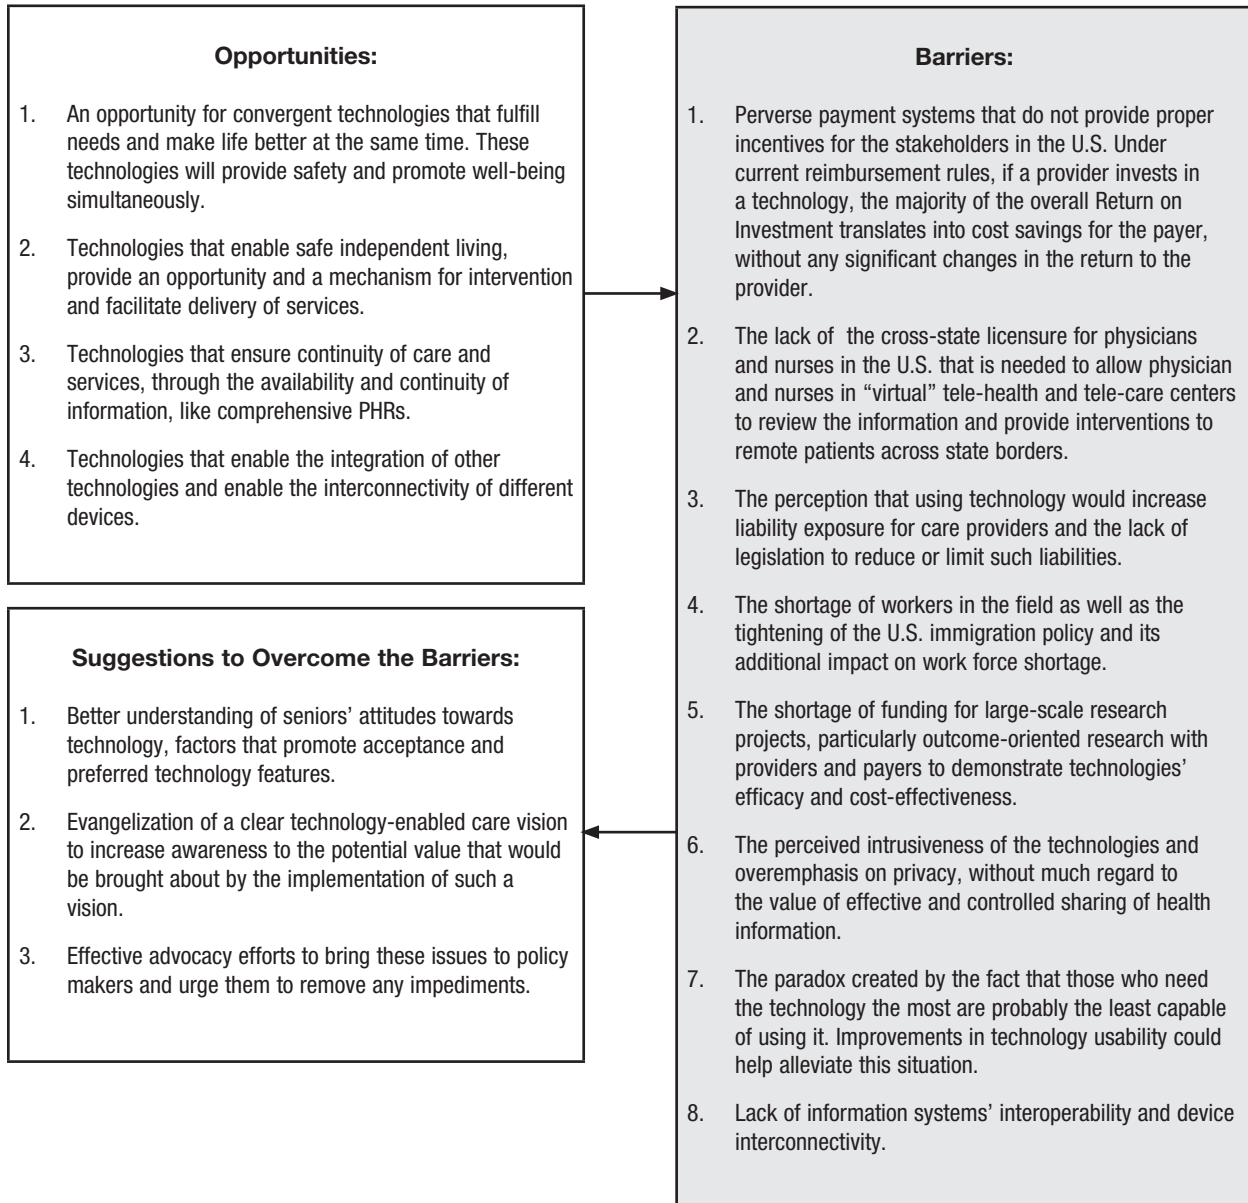 Opportunities:
1. An opportunity for convergent technologies that fulfill
needs and make life better at the same time. These
technologies will provide safety and promote well-being
simultaneously.
2. Technologies that enable safe independent living,
provide an opportunity and a mechanism for intervention
and facilitate delivery of services.
3. Technologies that ensure continuity of care and
services, through the availability and continuity of
information, like comprehensive PHRs.
4. Technologies that enable the integration of other
technologies and enable the interconnectivity of different
devices.
Barriers:
1. Perverse payment systems that do not provide proper
incentives for the stakeholders in the U.S. Under
current reimbursement rules, if a provider invests in
a technology, the majority of the overall Return on
Investment translates into cost savings for the payer,
without any significant changes in the return to the
provider.
2. The lack of the cross-state licensure for physicians
and nurses in the U.S. that is needed to allow physician
and nurses in “virtual” tele-health and tele-care centers
to review the information and provide interventions to
remote patients across state borders.
3. The perception that using technology would increase
liability exposure for care providers and the lack of
legislation to reduce or limit such liabilities.
4. The shortage of workers in the field as well as the
tightening of the U.S. immigration policy and its
additional impact on work force shortage.
5. The shortage of funding for large-scale research
projects, particularly outcome-oriented research with
providers and payers to demonstrate technologies’
efficacy and cost-effectiveness.
6. The perceived intrusiveness of the technologies and
overemphasis on privacy, without much regard to
the value of effective and controlled sharing of health
information.
7. The paradox created by the fact that those who need
the technology the most are probably the least capable
of using it. Improvements in technology usability could
help alleviate this situation.
8. Lack of information systems’ interoperability and device
interconnectivity.
Suggestions to Overcome the Barriers:
1. Better understanding of seniors’ attitudes towards
technology, factors that promote acceptance and
preferred technology features.
2. Evangelization of a clear technology-enabled care vision
to increase awareness to the potential value that would
be brought about by the implementation of such a
vision.
3. Effective advocacy efforts to bring these issues to policy
makers and urge them to remove any impediments.